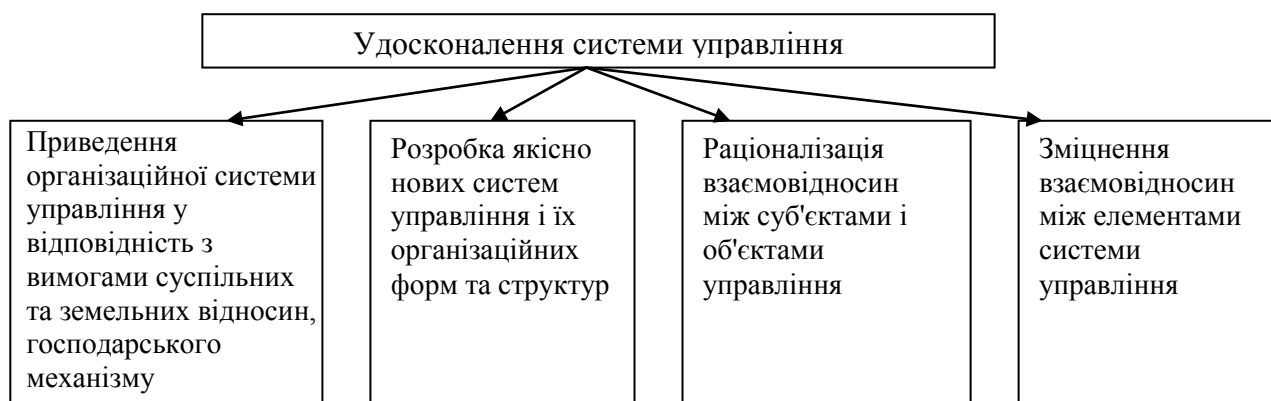 Удосконалення системи управління
Приведення
організаційної системи
управління у
відповідність з
вимогами суспільних
та земельних відносин,
господарського
механізму
Розробка якісно
нових систем
управління і їх
організаційних
форм та структур
Раціоналізація
взаємовідносин
між суб'єктами і
об'єктами
управління
Зміцнення
взаємовідносин
між елементами
системи
управління